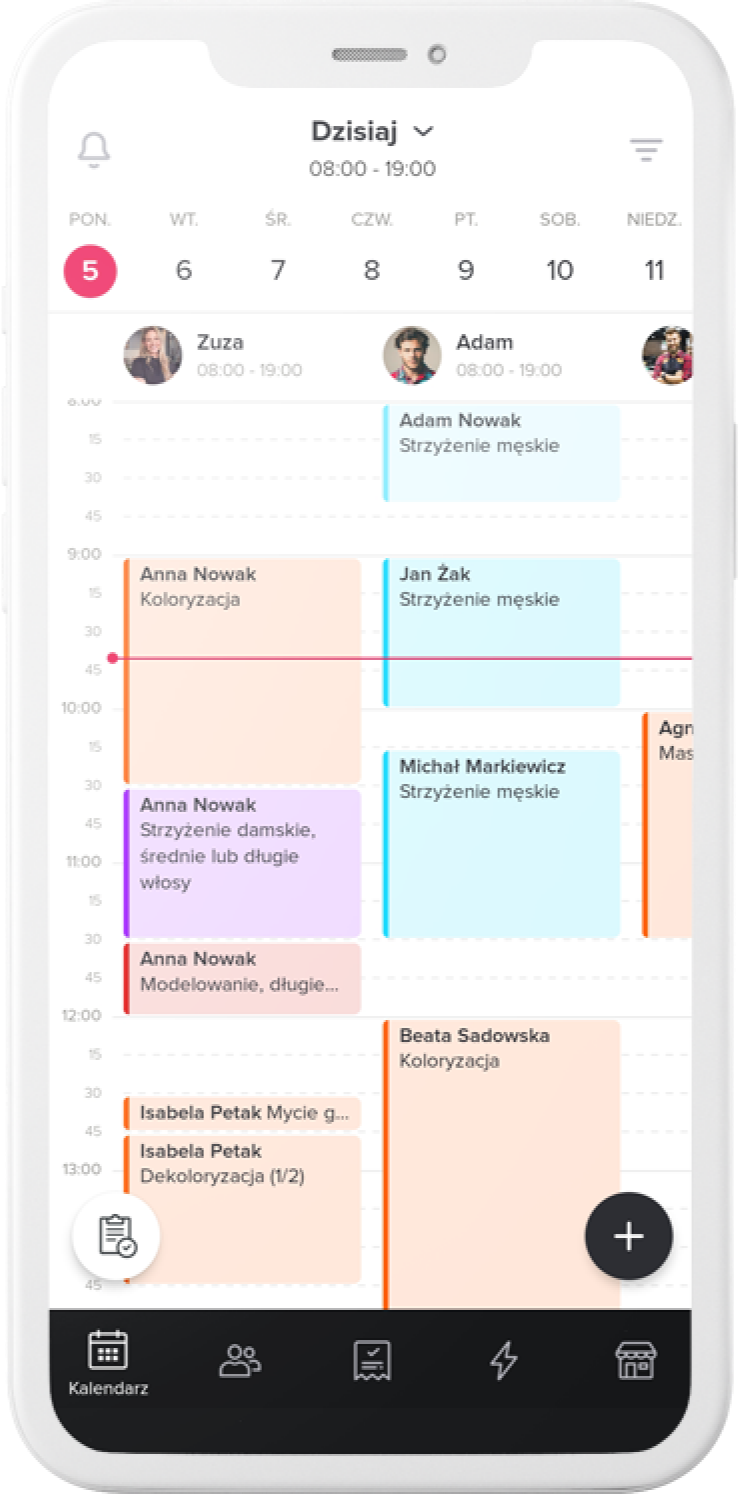 Dzisiaj
08:00 - 19:00
PON. WT. ŚR. CZW. PT. SOB. NIEDZ.
5 6 7 8 9 10 11
Zuza
08:00 - 19:00
Adam
08:00 - 19:00
8:00
Adam Nowak
15
Strzyżenie męskie
30
45
9:00
Anna Nowak
Koloryzacja
Jan Żak
Strzyżenie męskie
15
30
45
10:00
Agn
Mas
15
Michał Markiewicz
Strzyżenie męskie
30
Anna Nowak
Strzyżenie damskie,
średnie lub długie
włosy
45
11:00
15
30
Anna Nowak
Modelowanie, długie...
45
12:00
Beata Sadowska
Koloryzacja
15
30
Isabela Petak Mycie g...
45
Isabela Petak
Dekoloryzacja (1/2)
13:00
45
Kalendarz